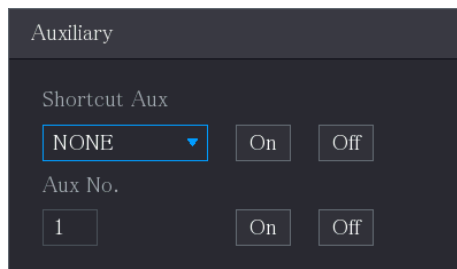 Auxiliary
Shortcut Aux
NONE On Off
Aux No.
1 On Off